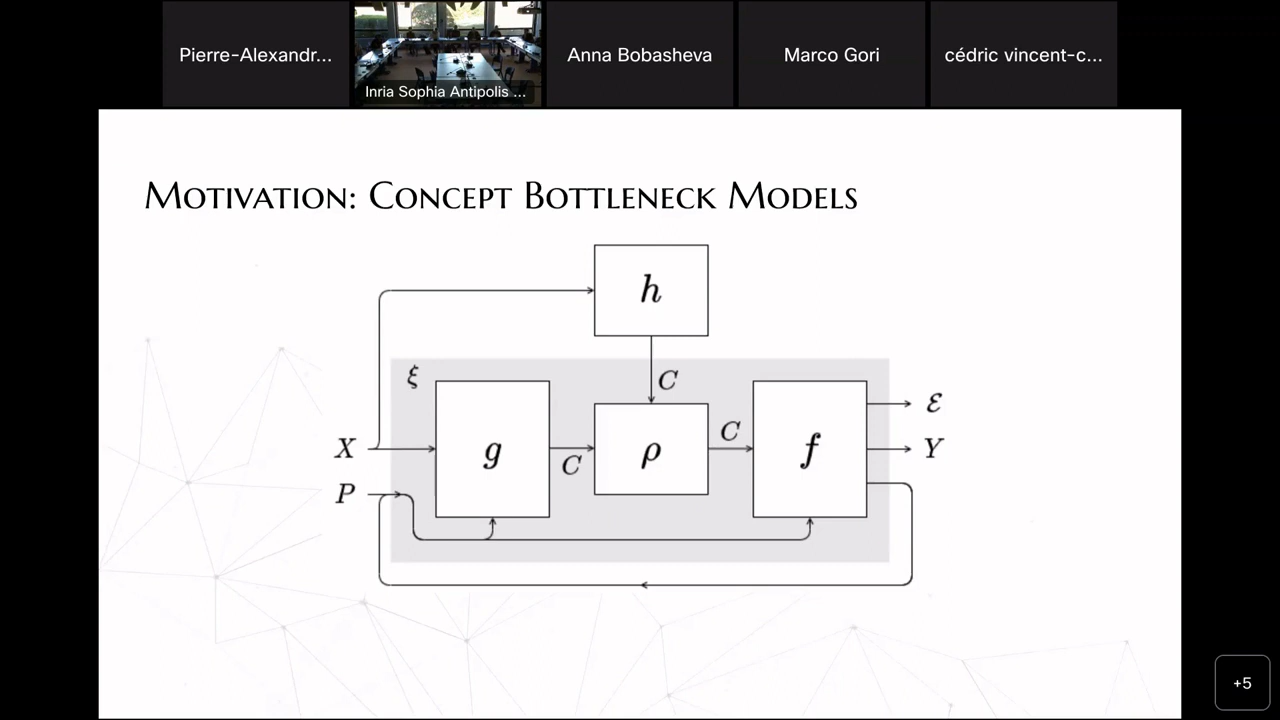 Pierre-Alexandr...
Inria Sophia Antipolis ...
Anna Bobasheva
Marco Gori
cédric vincent-c...
Motivation: Concept Bottleneck Models
h
ξ
C
g
C
ρ
C
f
ℰ
X
Y
P
+5